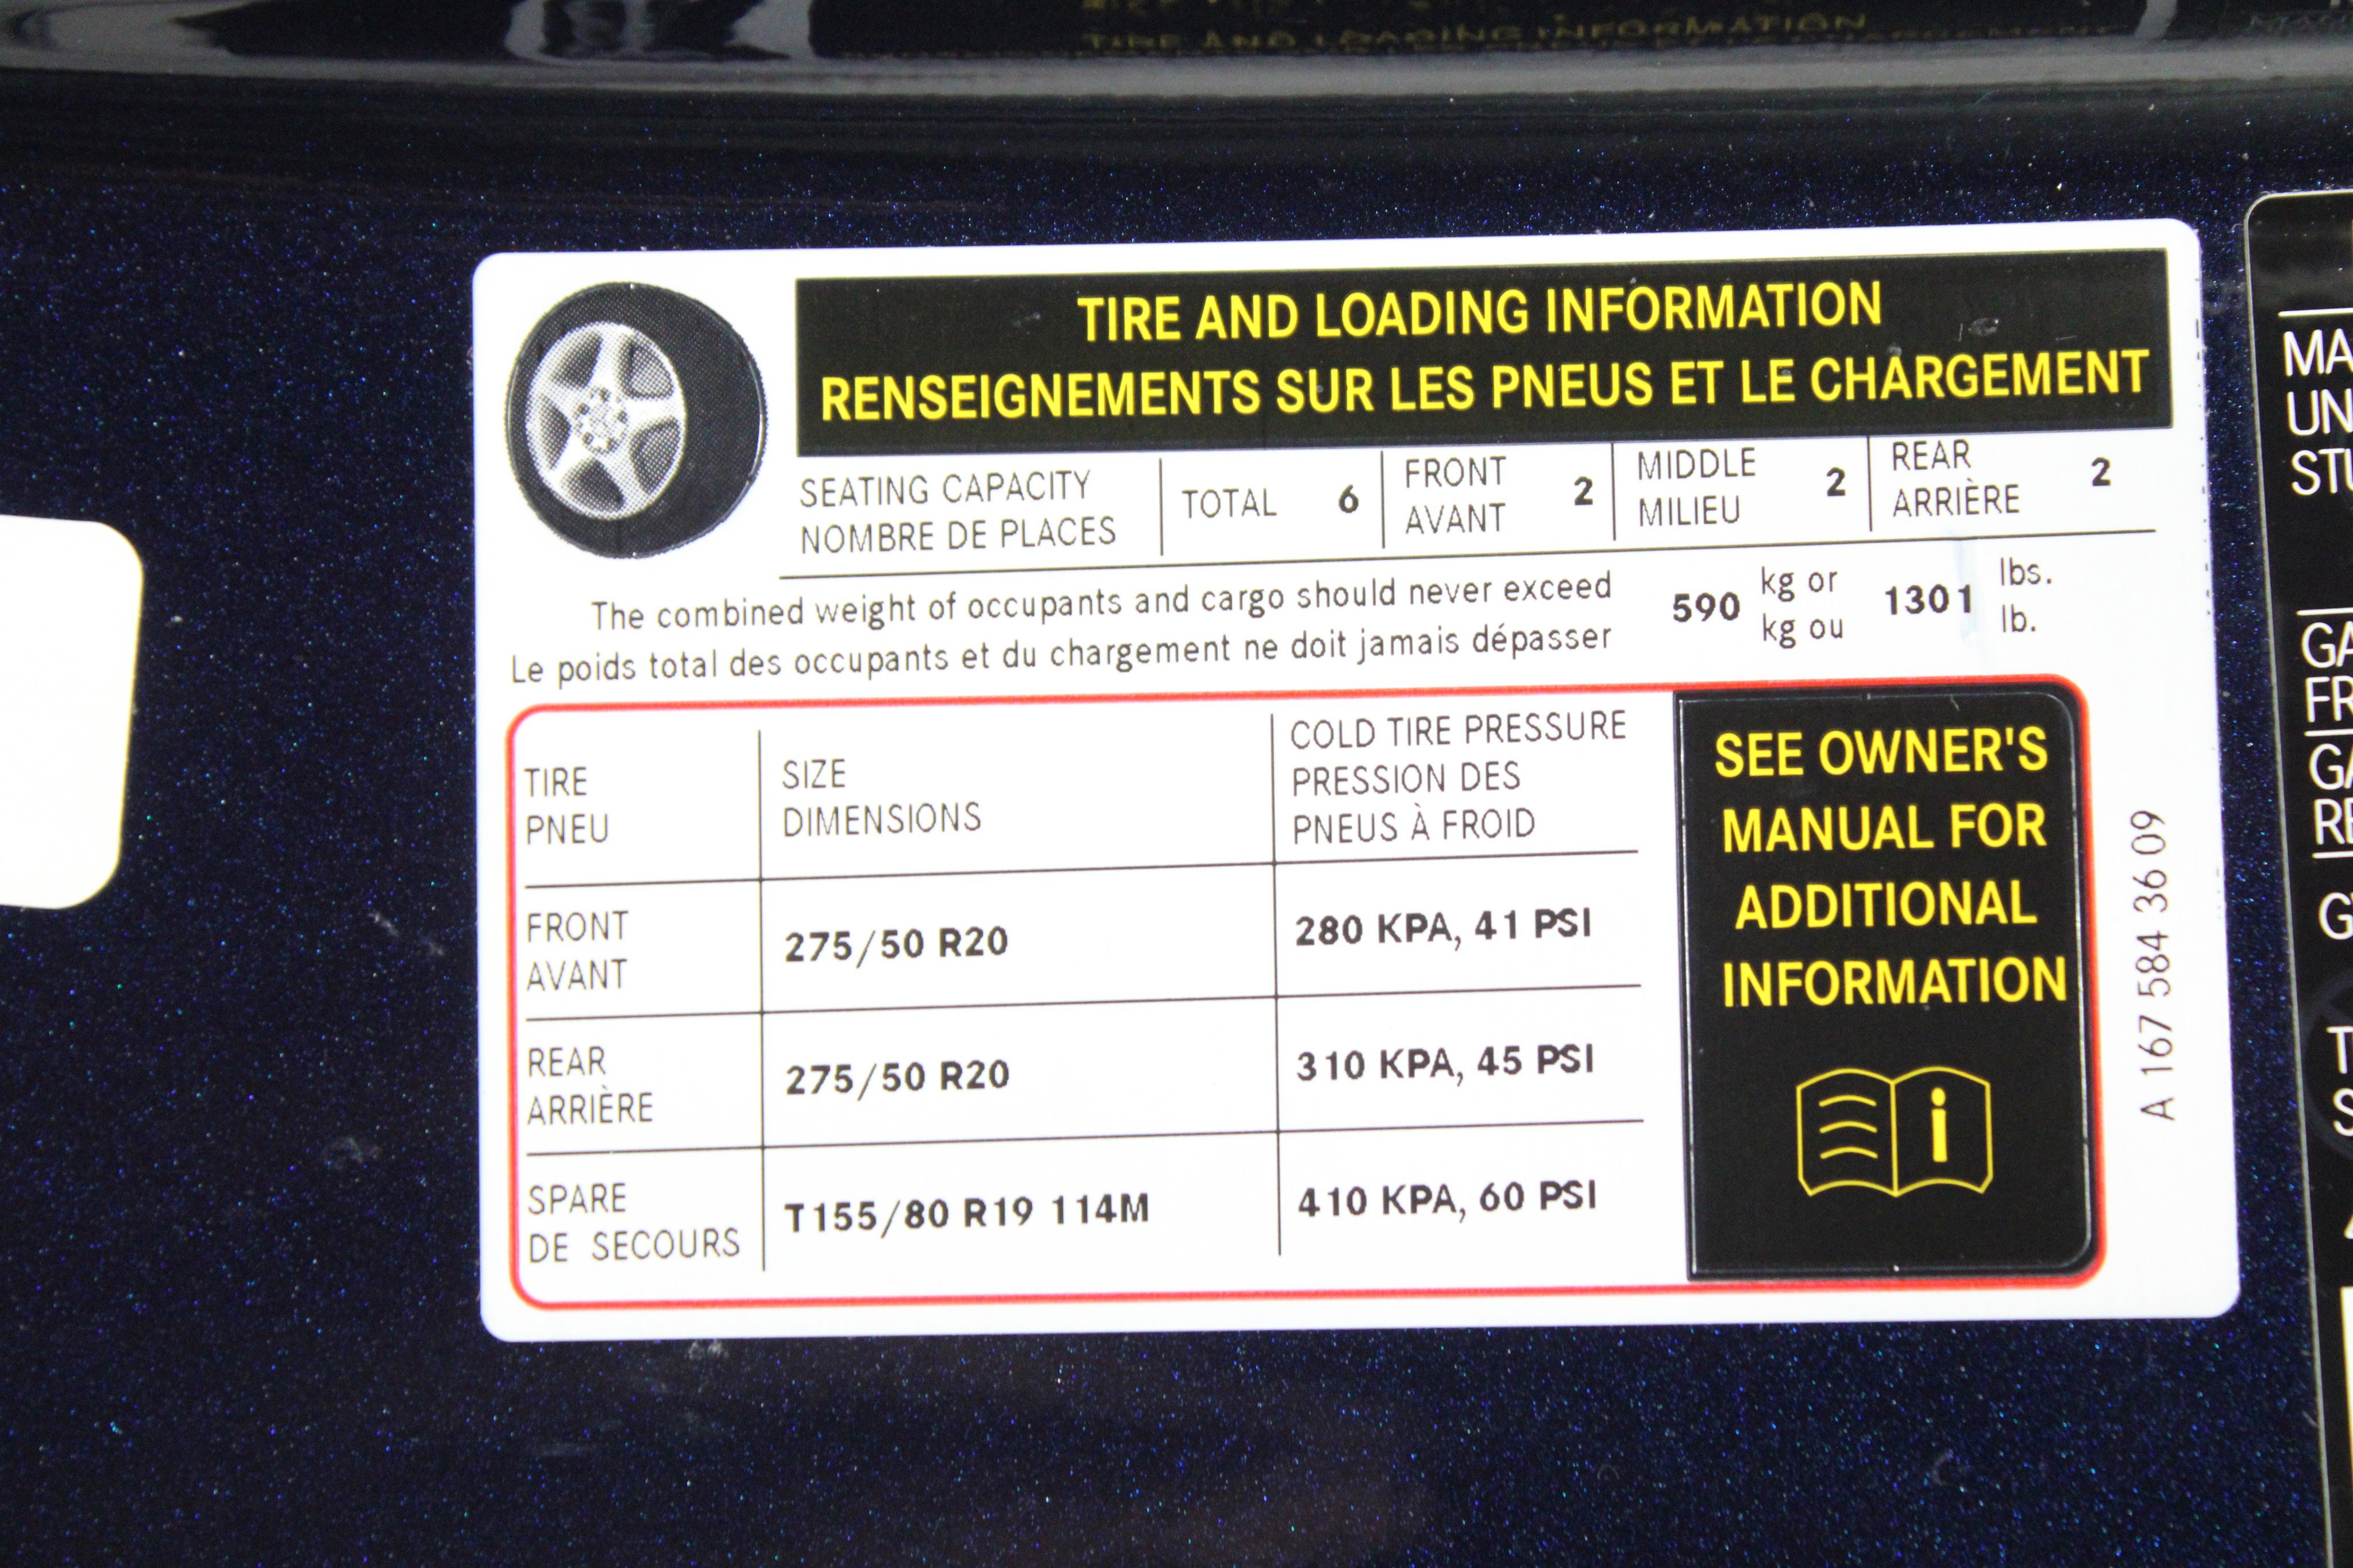 TIRE AND LOADING INFORMATION
TIRE AND LOADING INFORMATION
RENSEIGNEMENTS SUR LES PNEUS ET LE CHARGEMENT
SEATING CAPACITY
NOMBRE DE PLACES
TOTAL 6
FRONT
AVANT
2
MIDDLE
MILIEU
2
REAR
ARRIÈRE
2
The combined weight of occupants and cargo should never exceed
Le poids total des occupants et du chargement ne doit jamais dépasser
590
kg or
kg ou
1301
lbs.
lb.
TIRE
PNEU
SIZE
DIMENSIONS
COLD TIRE PRESSURE
PRESSION DES
PNEUS À FROID
FRONT
AVANT
275/50 R20
280 KPA, 41 PSI
REAR
ARRIÈRE
275/50 R20
310 KPA, 45 PSI
SPARE
DE SECOURS
T155/80 R19 114M
410 KPA, 60 PSI
SEE OWNER'S
MANUAL FOR
ADDITIONAL
INFORMATION
i
A 167 584 36 09